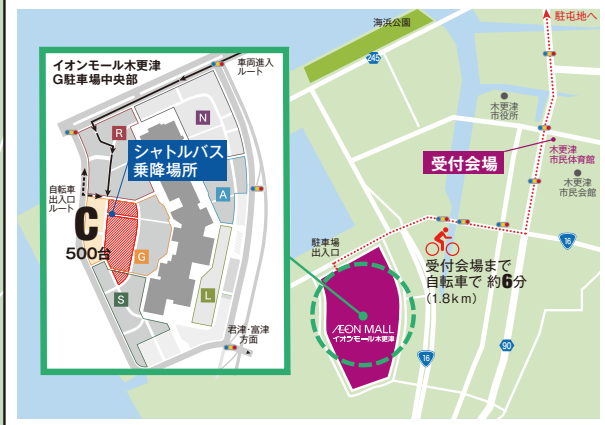 イオンモール木更津
G駐車場中央部
車両進入
ルート
N
R
シャトルバス
乗降場所
A
自転車
出入口
ルート
C
500台
G
S
L
君津・富津
方面
海浜公園
245
駐屯地へ
木更津
市役所
木更津
市民体育館
受付会場
木更津
市民会館
16
駐車場
出入口
受付会場まで
自転車で 約6分
(1.8km)
AEON MALL
イオンモール木更津
16
90